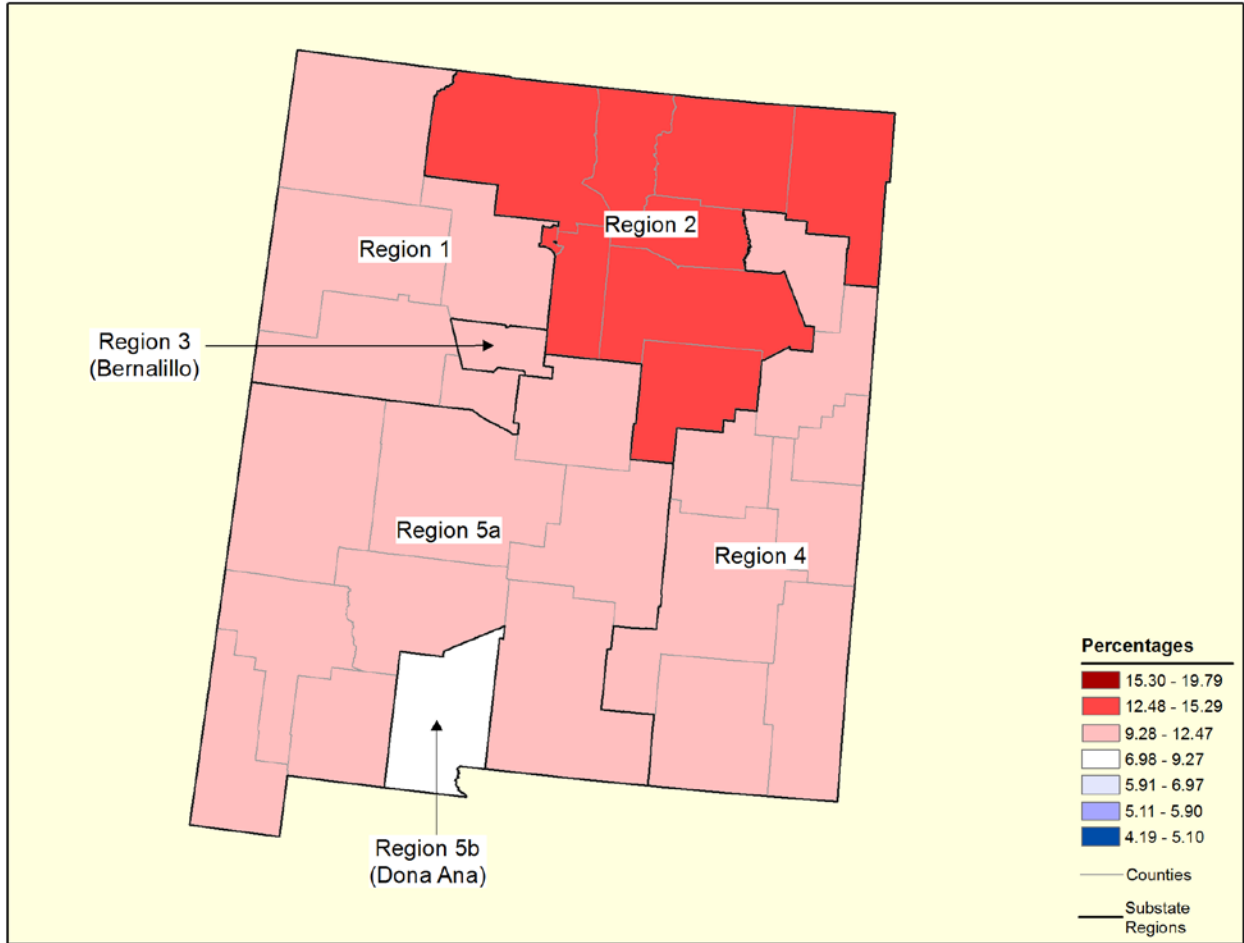 Region 2
Region 1
Region 3
(Bernalillo)
Region 5a
Region 4
Region 5b
(Dona Ana)
Percentages
15.30 - 19.79
12.48 - 15.29
9.28 - 12.47
6.98 - 9.27
5.91 - 6.97
5.11 - 5.90
4.19 - 5.10
Counties
Substate
Regions